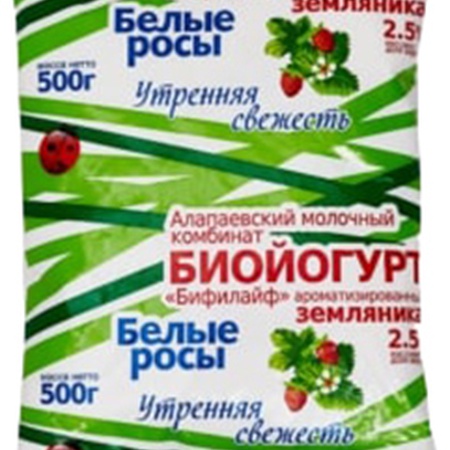 земляника
Белые
росы
2.5%
МАССА НЕТТО
500г
Утренняя
свежесть
Алапаевский молочный
комбинат
БИОЙОГУРТ
«Бифилайф» ароматизированный
земляника
Белые
росы
2.5
МАССА НЕТТО
500г
Утренняя
свежесть